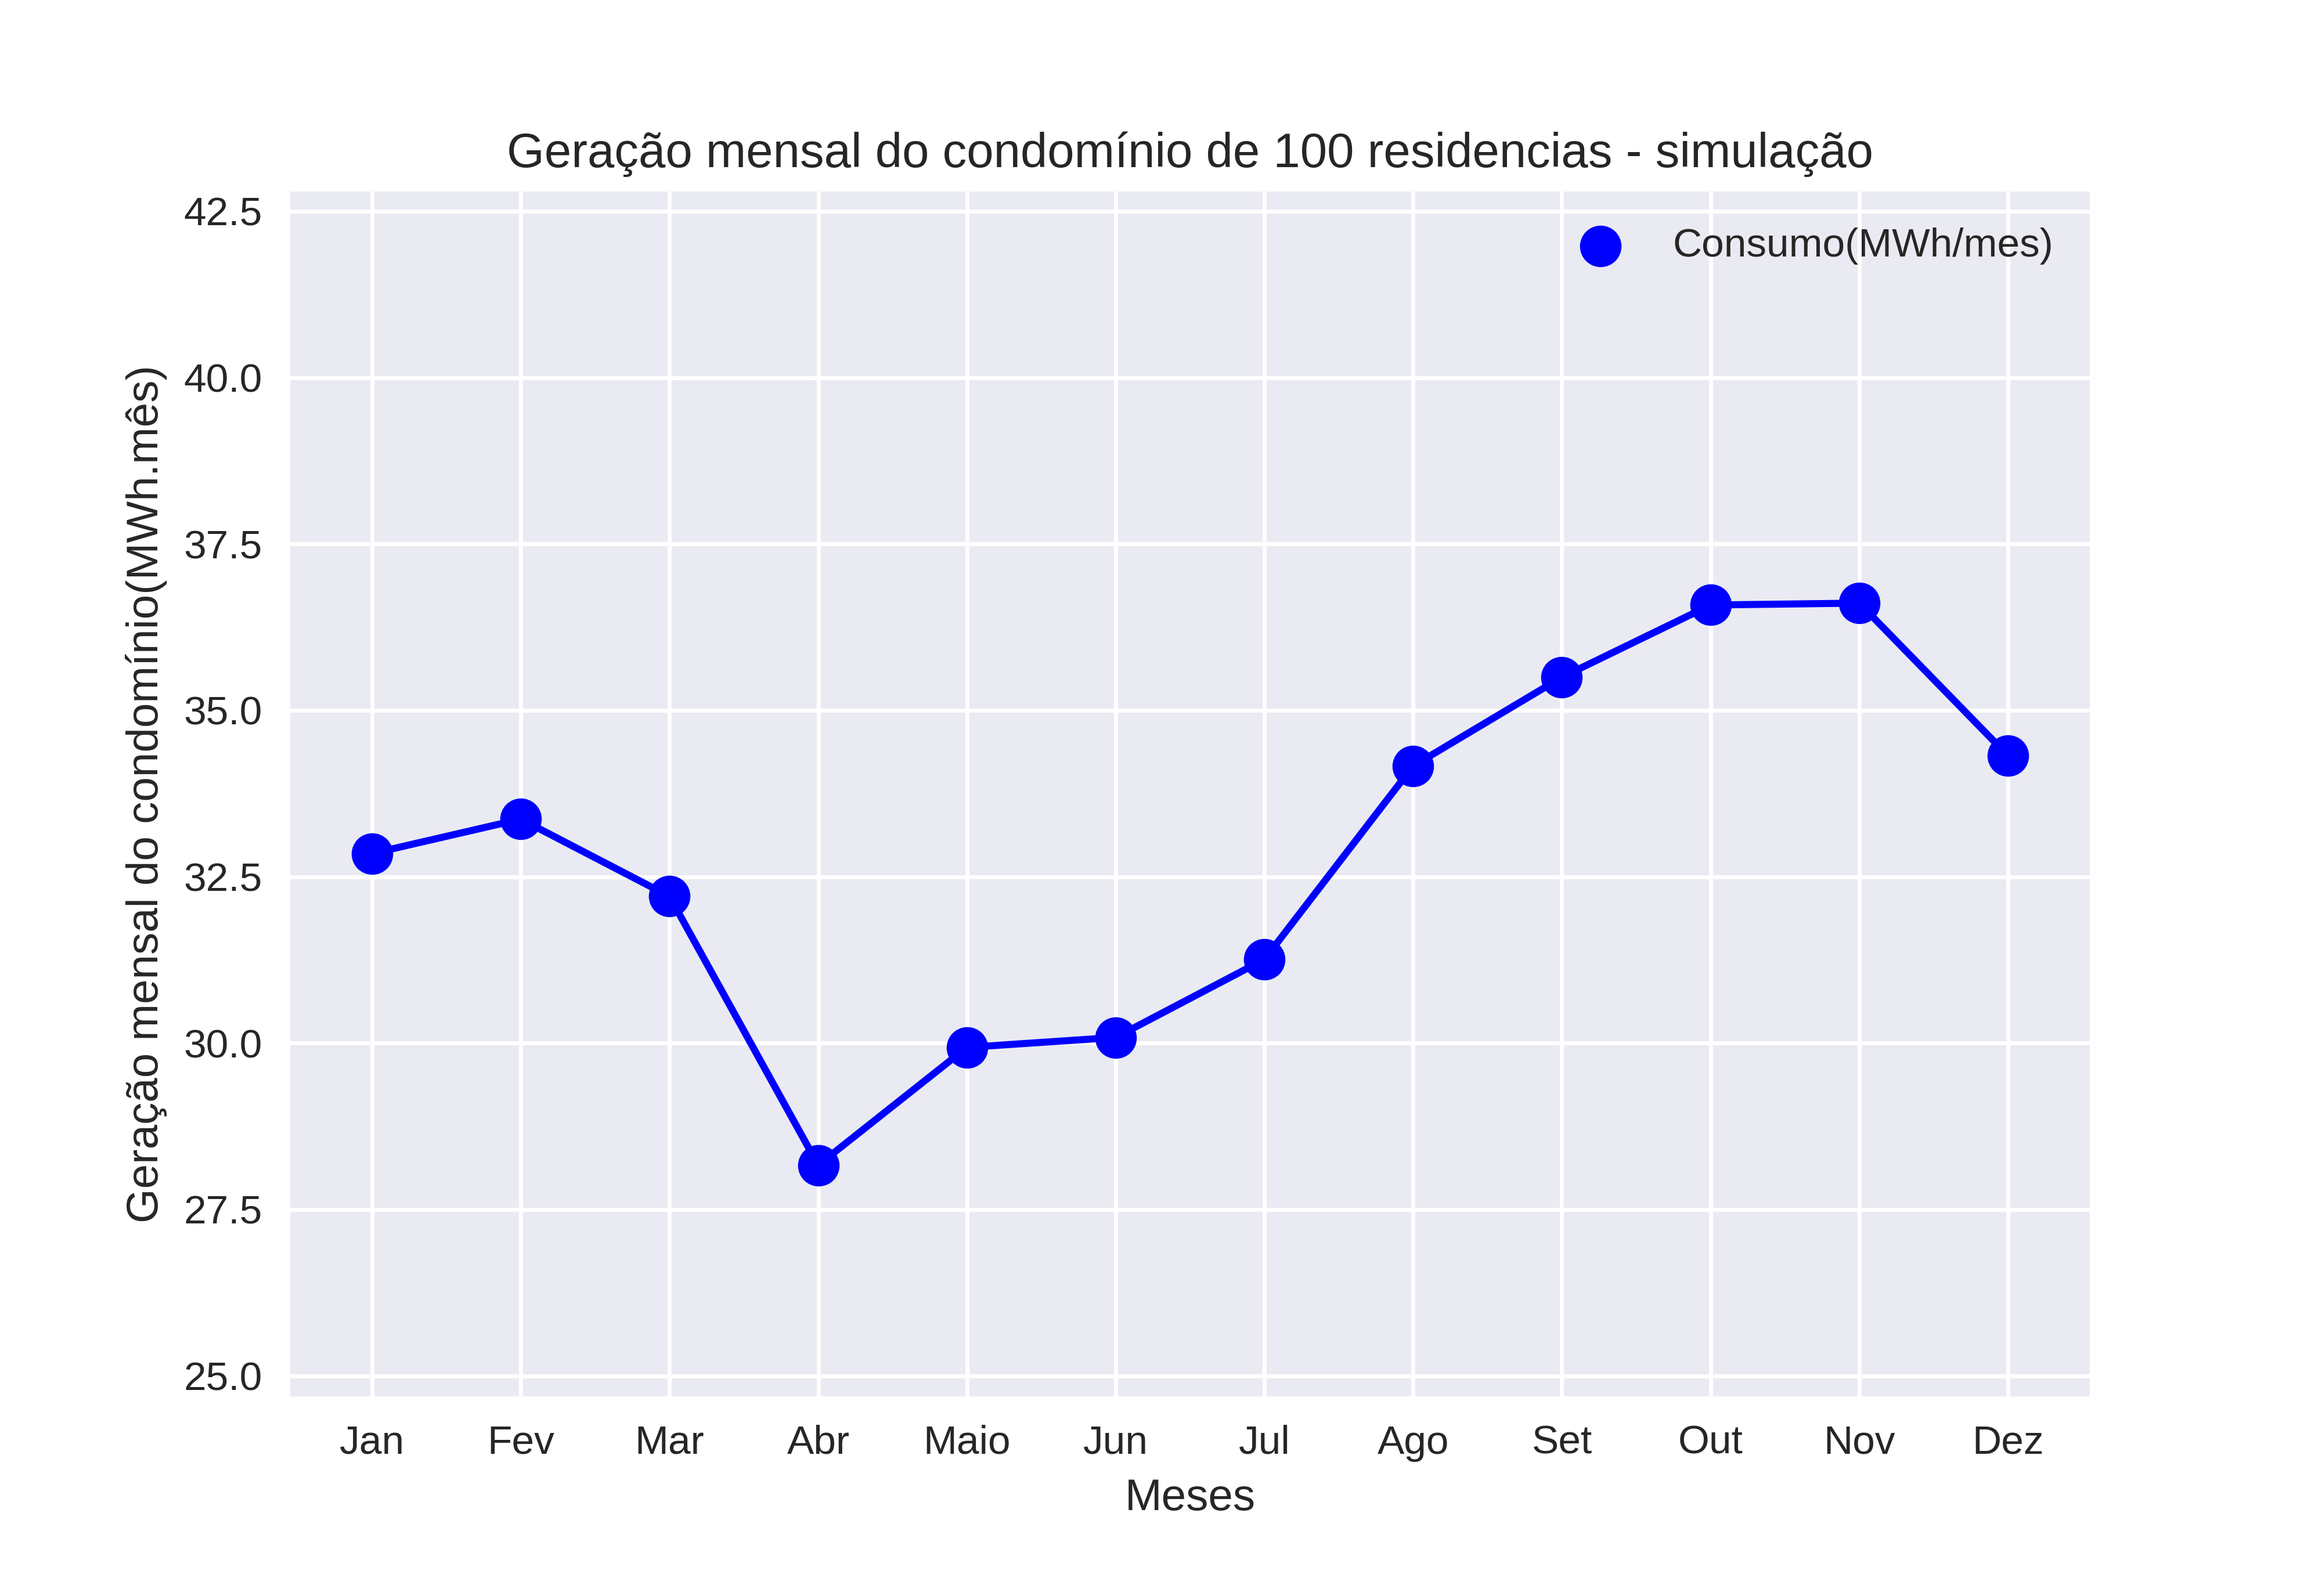 Geração mensal do condomínio de 100 residencias - simulação
Consumo(MWh/mes)
Geração mensal do condomínio(MWh.mês)
42.5
40.0
37.5
35.0
32.5
30.0
27.5
25.0
Jan Fev Mar Abr Maio Jun Jul Ago Set Out Nov Dez
Meses